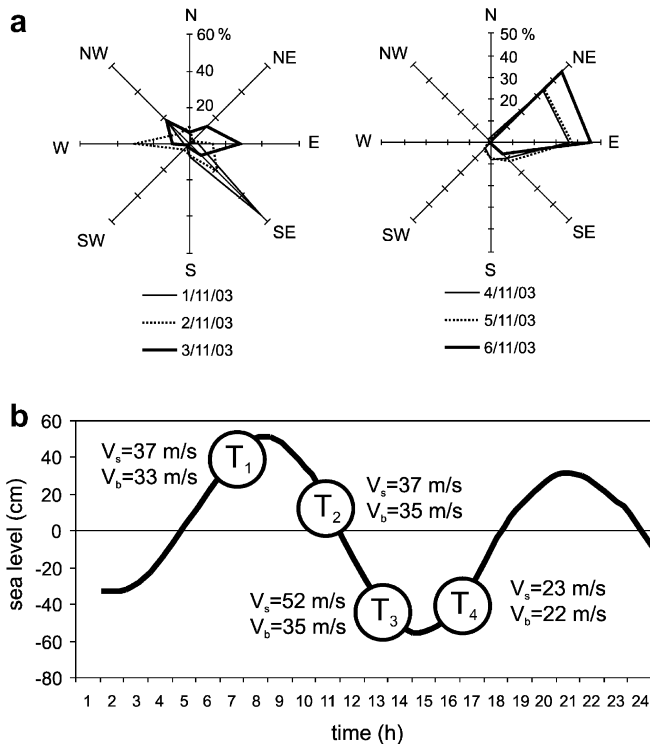 a
N
60 %
40
20
NW
NE
W
E
SW
SE
S
1/11/03
2/11/03
3/11/03
N
50 %
40
30
20
NW
NE
W
E
SW
SE
S
4/11/03
5/11/03
6/11/03
b
sea level (cm)
60
40
20
0
-20
-40
-60
-80
Vs=37 m/s
Vb=33 m/s
T1
T2
Vs=37 m/s
Vb=35 m/s
Vs=52 m/s
Vb=35 m/s
T3
T4
Vs=23 m/s
Vb=22 m/s
1 2 3 4 5 6 7 8 9 10 11 12 13 14 15 16 17 18 19 20 21 22 23 24
time (h)